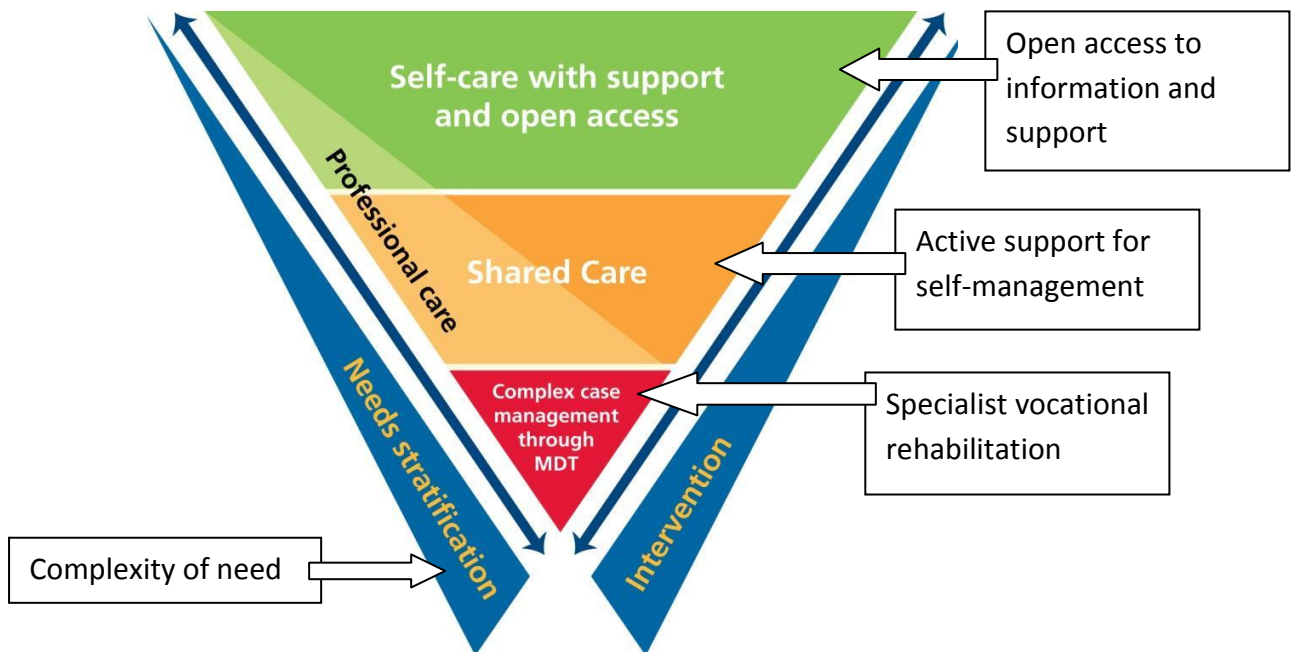 Self-care with support
and open access
Open access to
information and
support
Professional care
Shared Care
Active support for
self-management
Complex case
management
through
MDT
Specialist vocational
rehabilitation
Needs stratification
Intervention
Complexity of need